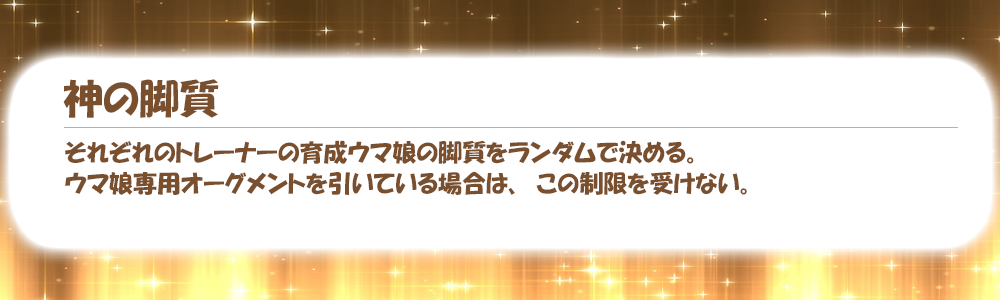 神の脚質
それぞれのトレーナーの育成ウマ娘の脚質をランダムで決める。
ウマ娘専用オーグメントを引いている場合は、この制限を受けない。